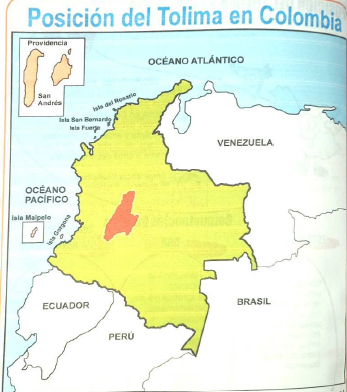 Posición del Tolima en Colombia
Providencia
San
Andrés
OCÉANO ATLÁNTICO
Isla del Rosario
Isla San Bernardo
Isla Fuerte
VENEZUELA
OCÉANO
PACÍFICO
Isla Malpelo
Isla Gorgona
ECUADOR
BRASIL
PERÚ